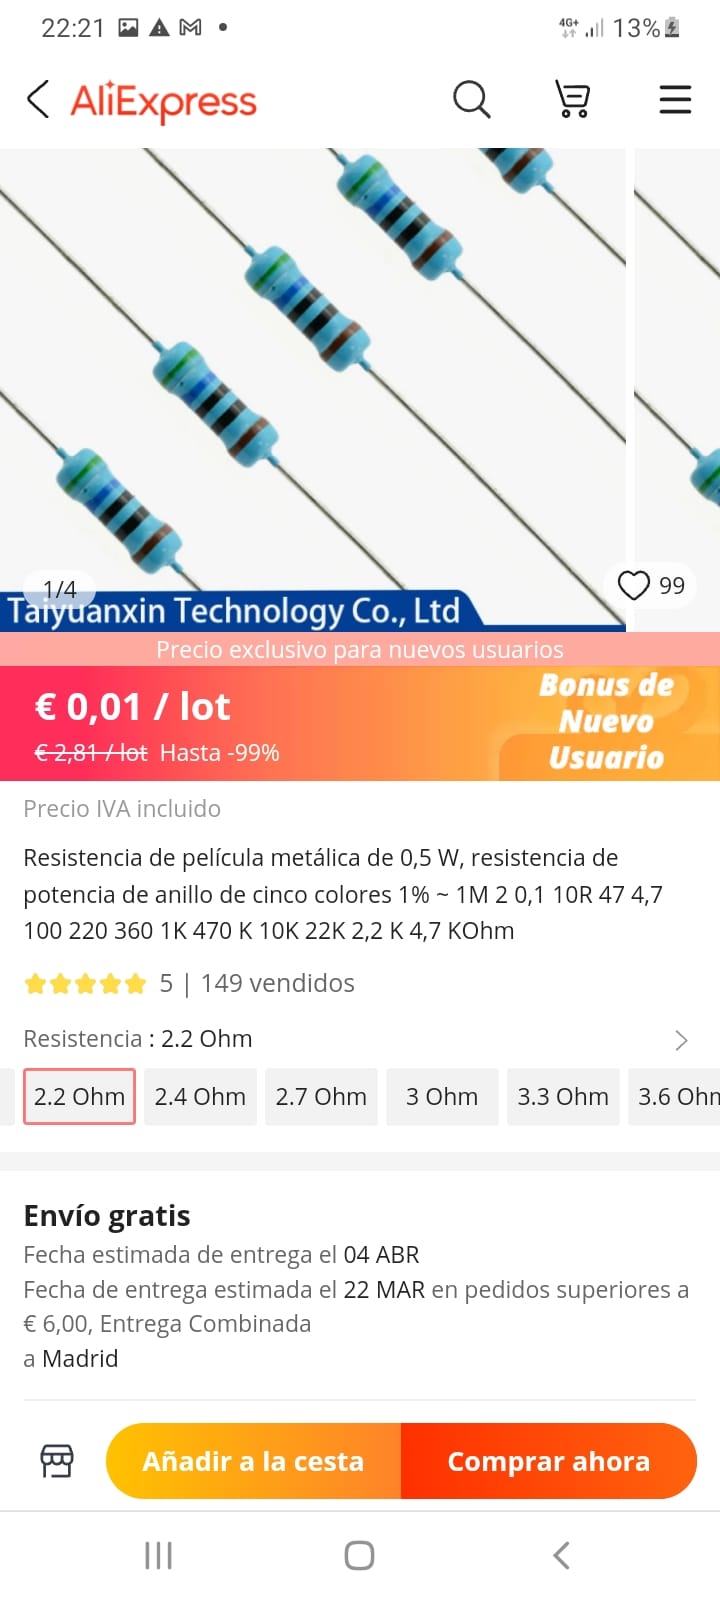 22:21
4G+ 13%
AliExpress
1/4
99
Taiyuanxin Technology Co., Ltd
Precio exclusivo para nuevos usuarios
€ 0,01 / lot
€ 2,81 / lot Hasta -99%
Bonus de
Nuevo
Usuario
Precio IVA incluido
Resistencia de película metálica de 0,5 W, resistencia de
potencia de anillo de cinco colores 1% ~ 1M 2 0,1 10R 47 4,7
100 220 360 1K 470 K 10K 22K 2,2 K 4,7 KOhm
5 | 149 vendidos
Resistencia : 2.2 Ohm
2.2 Ohm 2.4 Ohm 2.7 Ohm 3 Ohm 3.3 Ohm 3.6 Ohm
Envío gratis
Fecha estimada de entrega el 04 ABR
Fecha de entrega estimada el 22 MAR en pedidos superiores a
€ 6,00, Entrega Combinada
a Madrid
Añadir a la cesta Comprar ahora